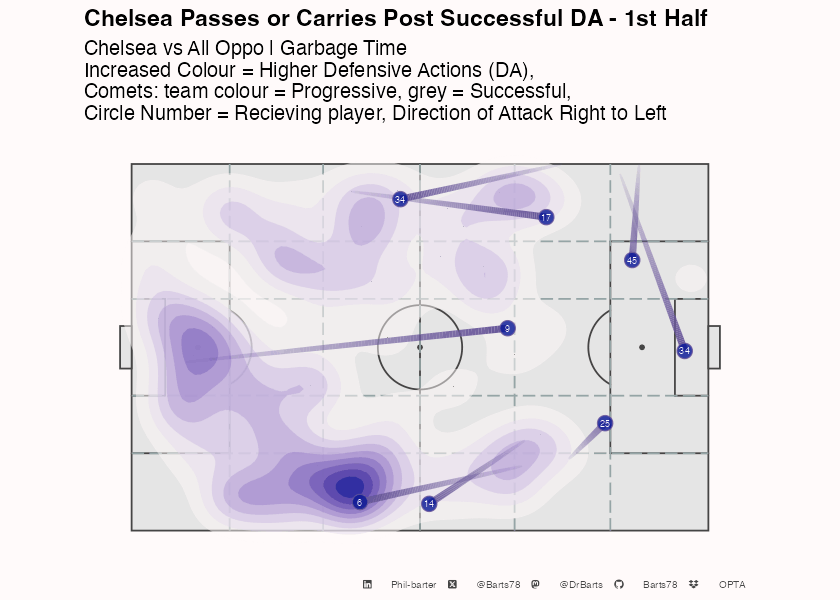 Chelsea Passes or Carries Post Successful DA - 1st Half
Chelsea vs All Oppo | Garbage Time
Increased Colour = Higher Defensive Actions (DA),
Comets: team colour = Progressive, grey = Successful,
Circle Number = Recieving player, Direction of Attack Right to Left
34
17
45
9
34
25
6
14
Phil-barter @Barts78 @DrBarts Barts78 OPTA